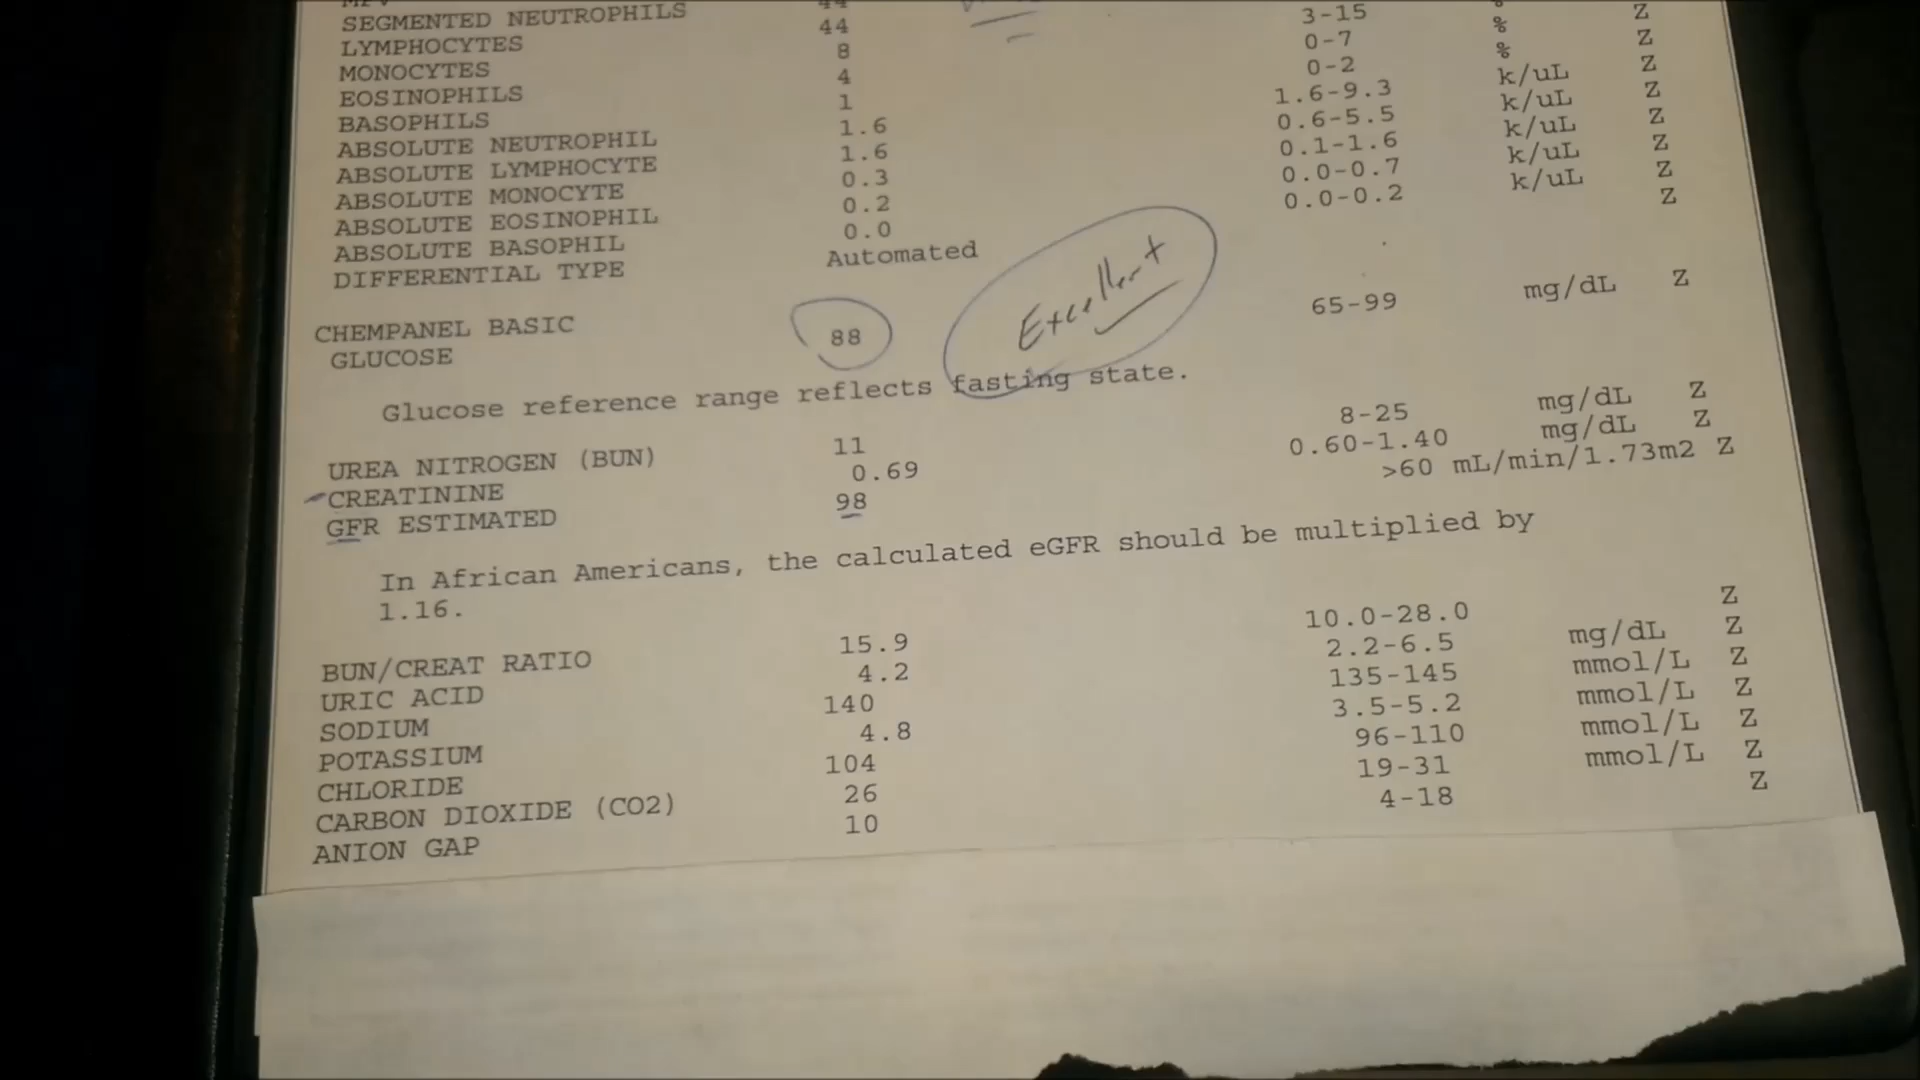 SEGMENTED NEUTROPHILS 44
LYMPHOCYTES 44
MONOCYTES 8 3-15
EOSINOPHILS 4 0-7 % Z
BASOPHILS 1 0-2 % Z
ABSOLUTE NEUTROPHIL 1.6 1.6-9.3 k/uL Z
ABSOLUTE LYMPHOCYTE 1.6 0.6-5.5 k/uL Z
ABSOLUTE MONOCYTE 0.3 0.1-1.6 k/uL Z
ABSOLUTE EOSINOPHIL 0.2 0.0-0.7 k/uL Z
ABSOLUTE BASOPHIL 0.0 0.0-0.2 k/uL Z
DIFFERENTIAL TYPE Automated Z
Excellent
CHEMPANEL BASIC
GLUCOSE 88 65-99 mg/dL Z
Glucose reference range reflects fasting state.
UREA NITROGEN (BUN) 11 8-25 mg/dL Z
CREATININE 0.69 0.60-1.40 mg/dL Z
GFR ESTIMATED 98 >60 mL/min/1.73m2 Z
In African Americans, the calculated eGFR should be multiplied by
1.16.
BUN/CREAT RATIO 15.9 10.0-28.0 Z
URIC ACID 4.2 2.2-6.5 mg/dL Z
SODIUM 140 135-145 mmol/L Z
POTASSIUM 4.8 3.5-5.2 mmol/L Z
CHLORIDE 104 96-110 mmol/L Z
CARBON DIOXIDE (CO2) 26 19-31 mmol/L Z
ANION GAP 10 4-18 Z